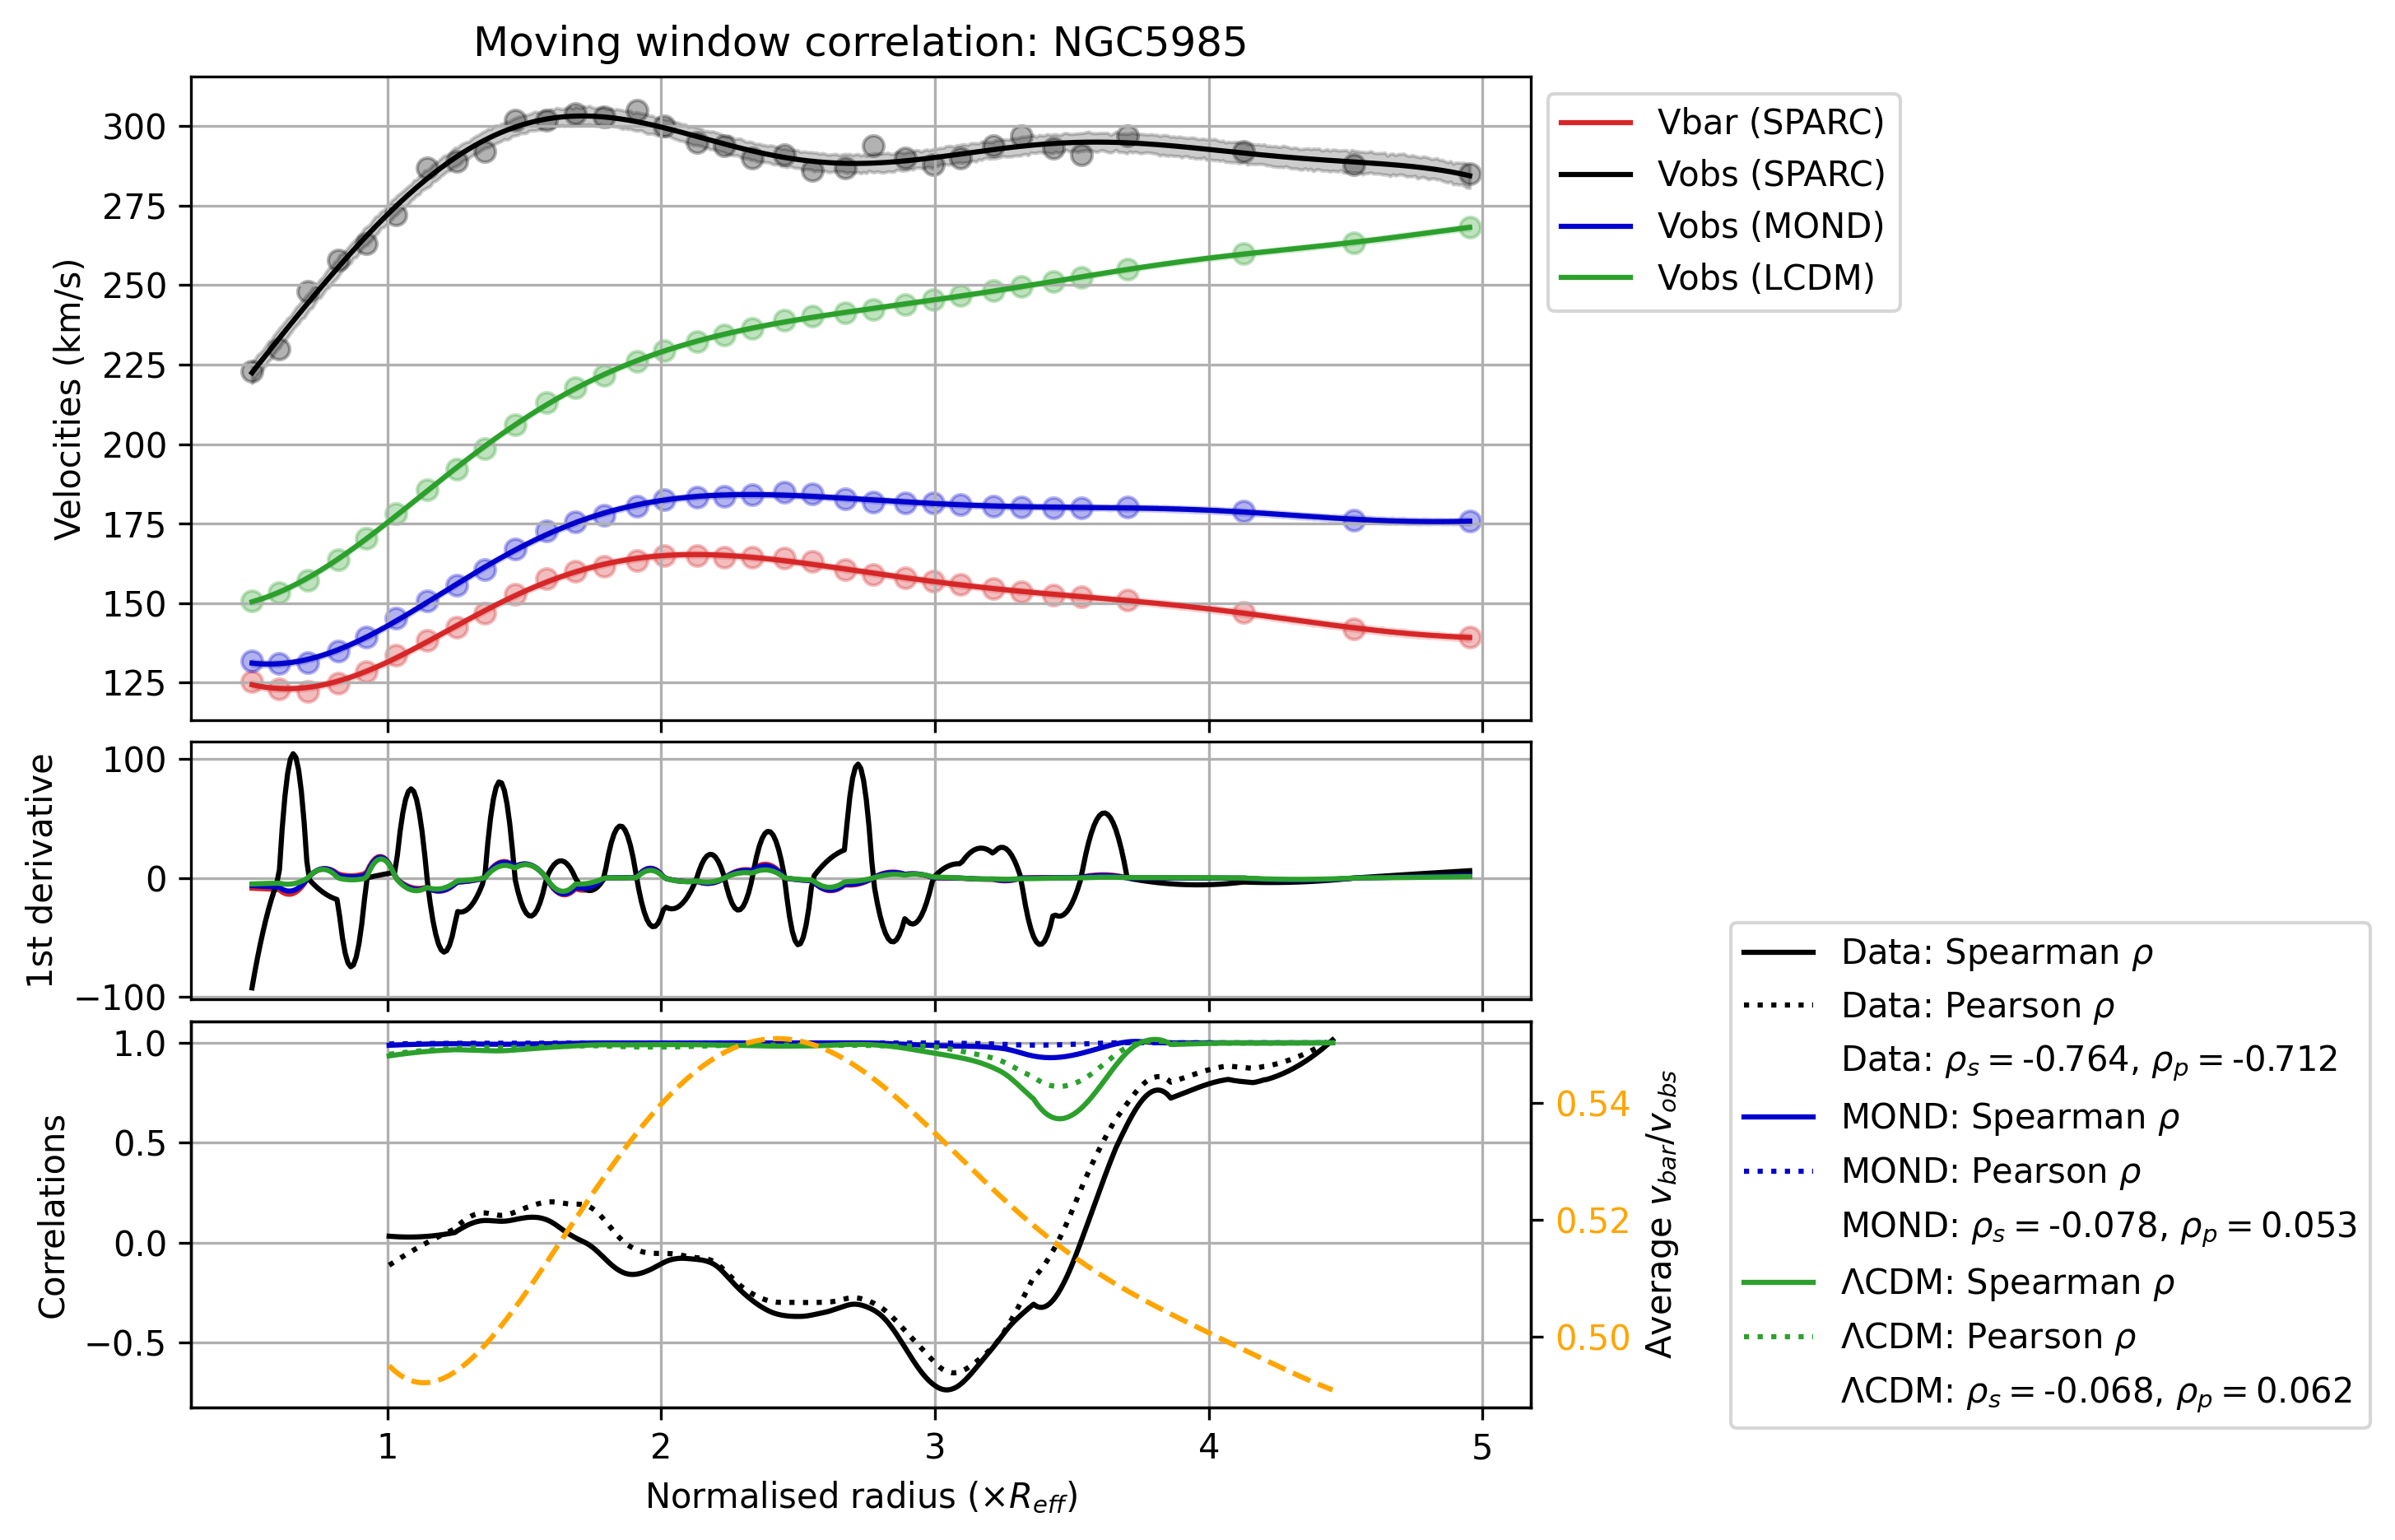 Moving window correlation: NGC5985
Velocities (km/s)
300
275
250
225
200
175
150
125
Vbar (SPARC)
Vobs (SPARC)
Vobs (MOND)
Vobs (LCDM)
1st derivative
100
0
−100
Correlations
1.0
0.5
0.0
−0.5
0.54
0.52
0.50
Average v_bar/v_obs
1 2 3 4 5
Normalised radius (×R_eff)
Data: Spearman ρ
Data: Pearson ρ
Data: ρ_s = -0.764, ρ_p = -0.712
MOND: Spearman ρ
MOND: Pearson ρ
MOND: ρ_s = -0.078, ρ_p = 0.053
ΛCDM: Spearman ρ
ΛCDM: Pearson ρ
ΛCDM: ρ_s = -0.068, ρ_p = 0.062